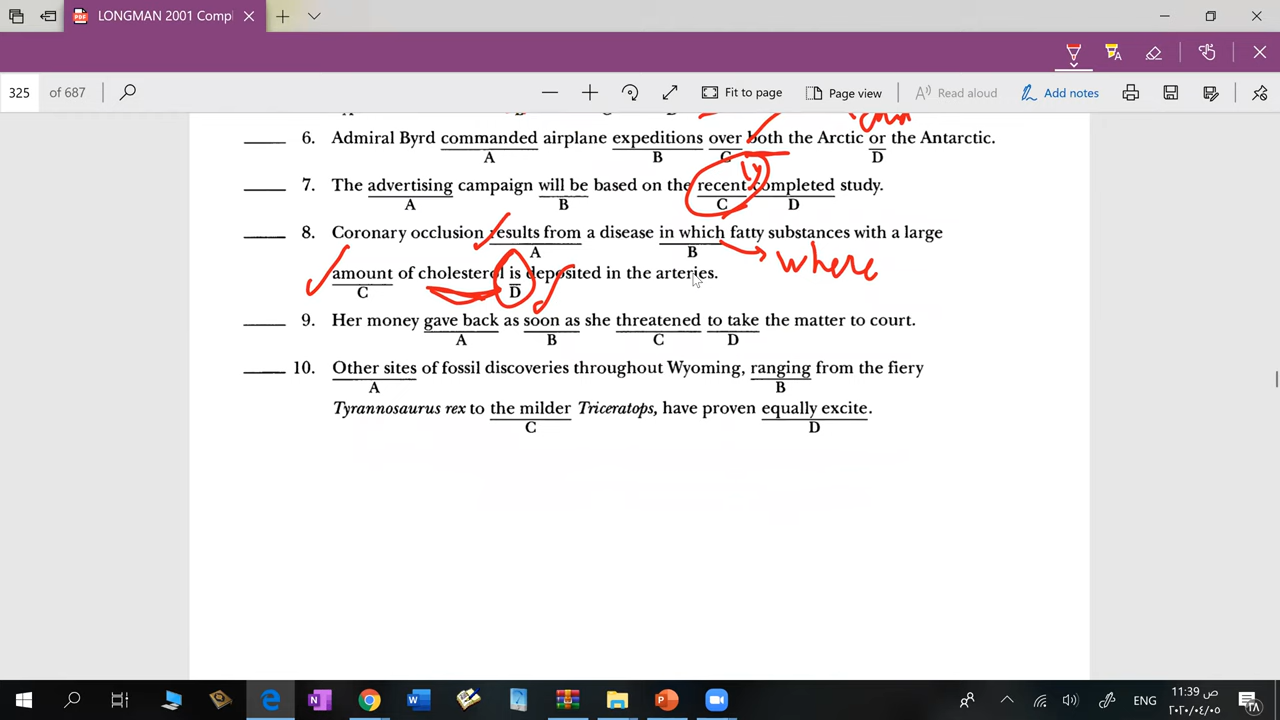 LONGMAN 2001 Compl
325 of 687
Fit to page
Page view
Read aloud
Add notes
6. Admiral Byrd commanded airplane expeditions over both the Arctic or the Antarctic.
A B C D
7. The advertising campaign will be based on the recent completed study.
ly
A B C D
8. Coronary occlusion results from a disease in which fatty substances with a large
A B
where
amount of cholesterol is deposited in the arteries.
C D
9. Her money gave back as soon as she threatened to take the matter to court.
A B C D
10. Other sites of fossil discoveries throughout Wyoming, ranging from the fiery
A B
Tyrannosaurus rex to the milder Triceratops, have proven equally excite.
C D
ENG
11:39 ص
٢٠٢٠/٠٤/٠٥